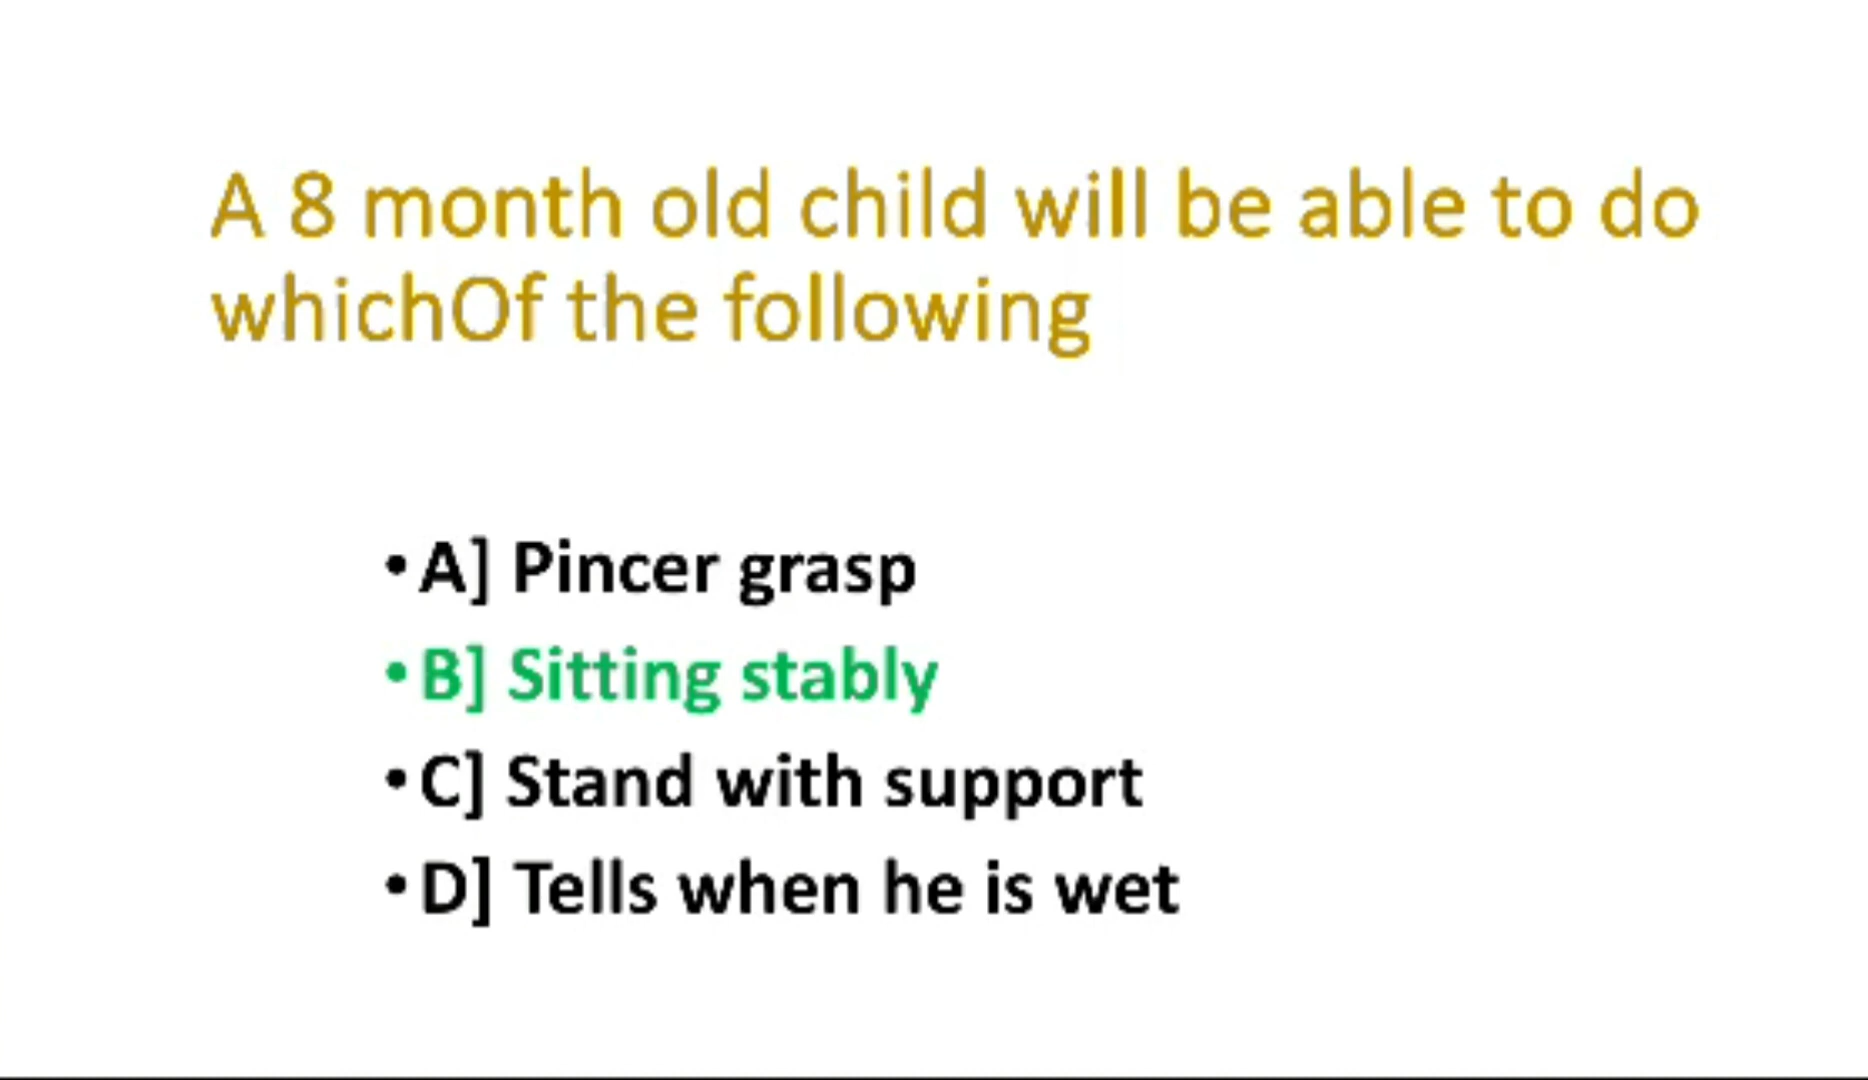 A 8 month old child will be able to do
whichOf the following
• A] Pincer grasp
• B] Sitting stably
• C] Stand with support
• D] Tells when he is wet